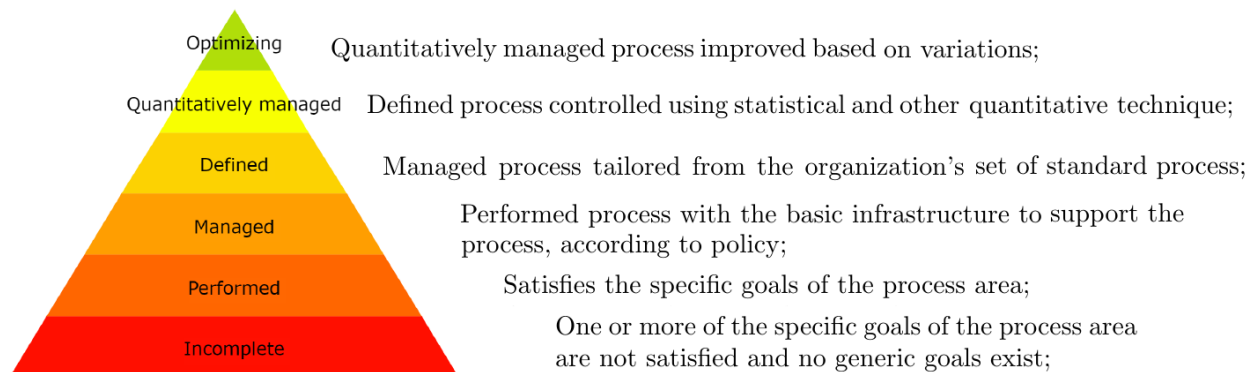 Optimizing
Quantitatively managed process improved based on variations;
Quantitatively managed
Defined process controlled using statistical and other quantitative technique;
Defined
Managed process tailored from the organization's set of standard process;
Managed
Performed process with the basic infrastructure to support the
process, according to policy;
Performed
Satisfies the specific goals of the process area;
Incomplete
One or more of the specific goals of the process area
are not satisfied and no generic goals exist;